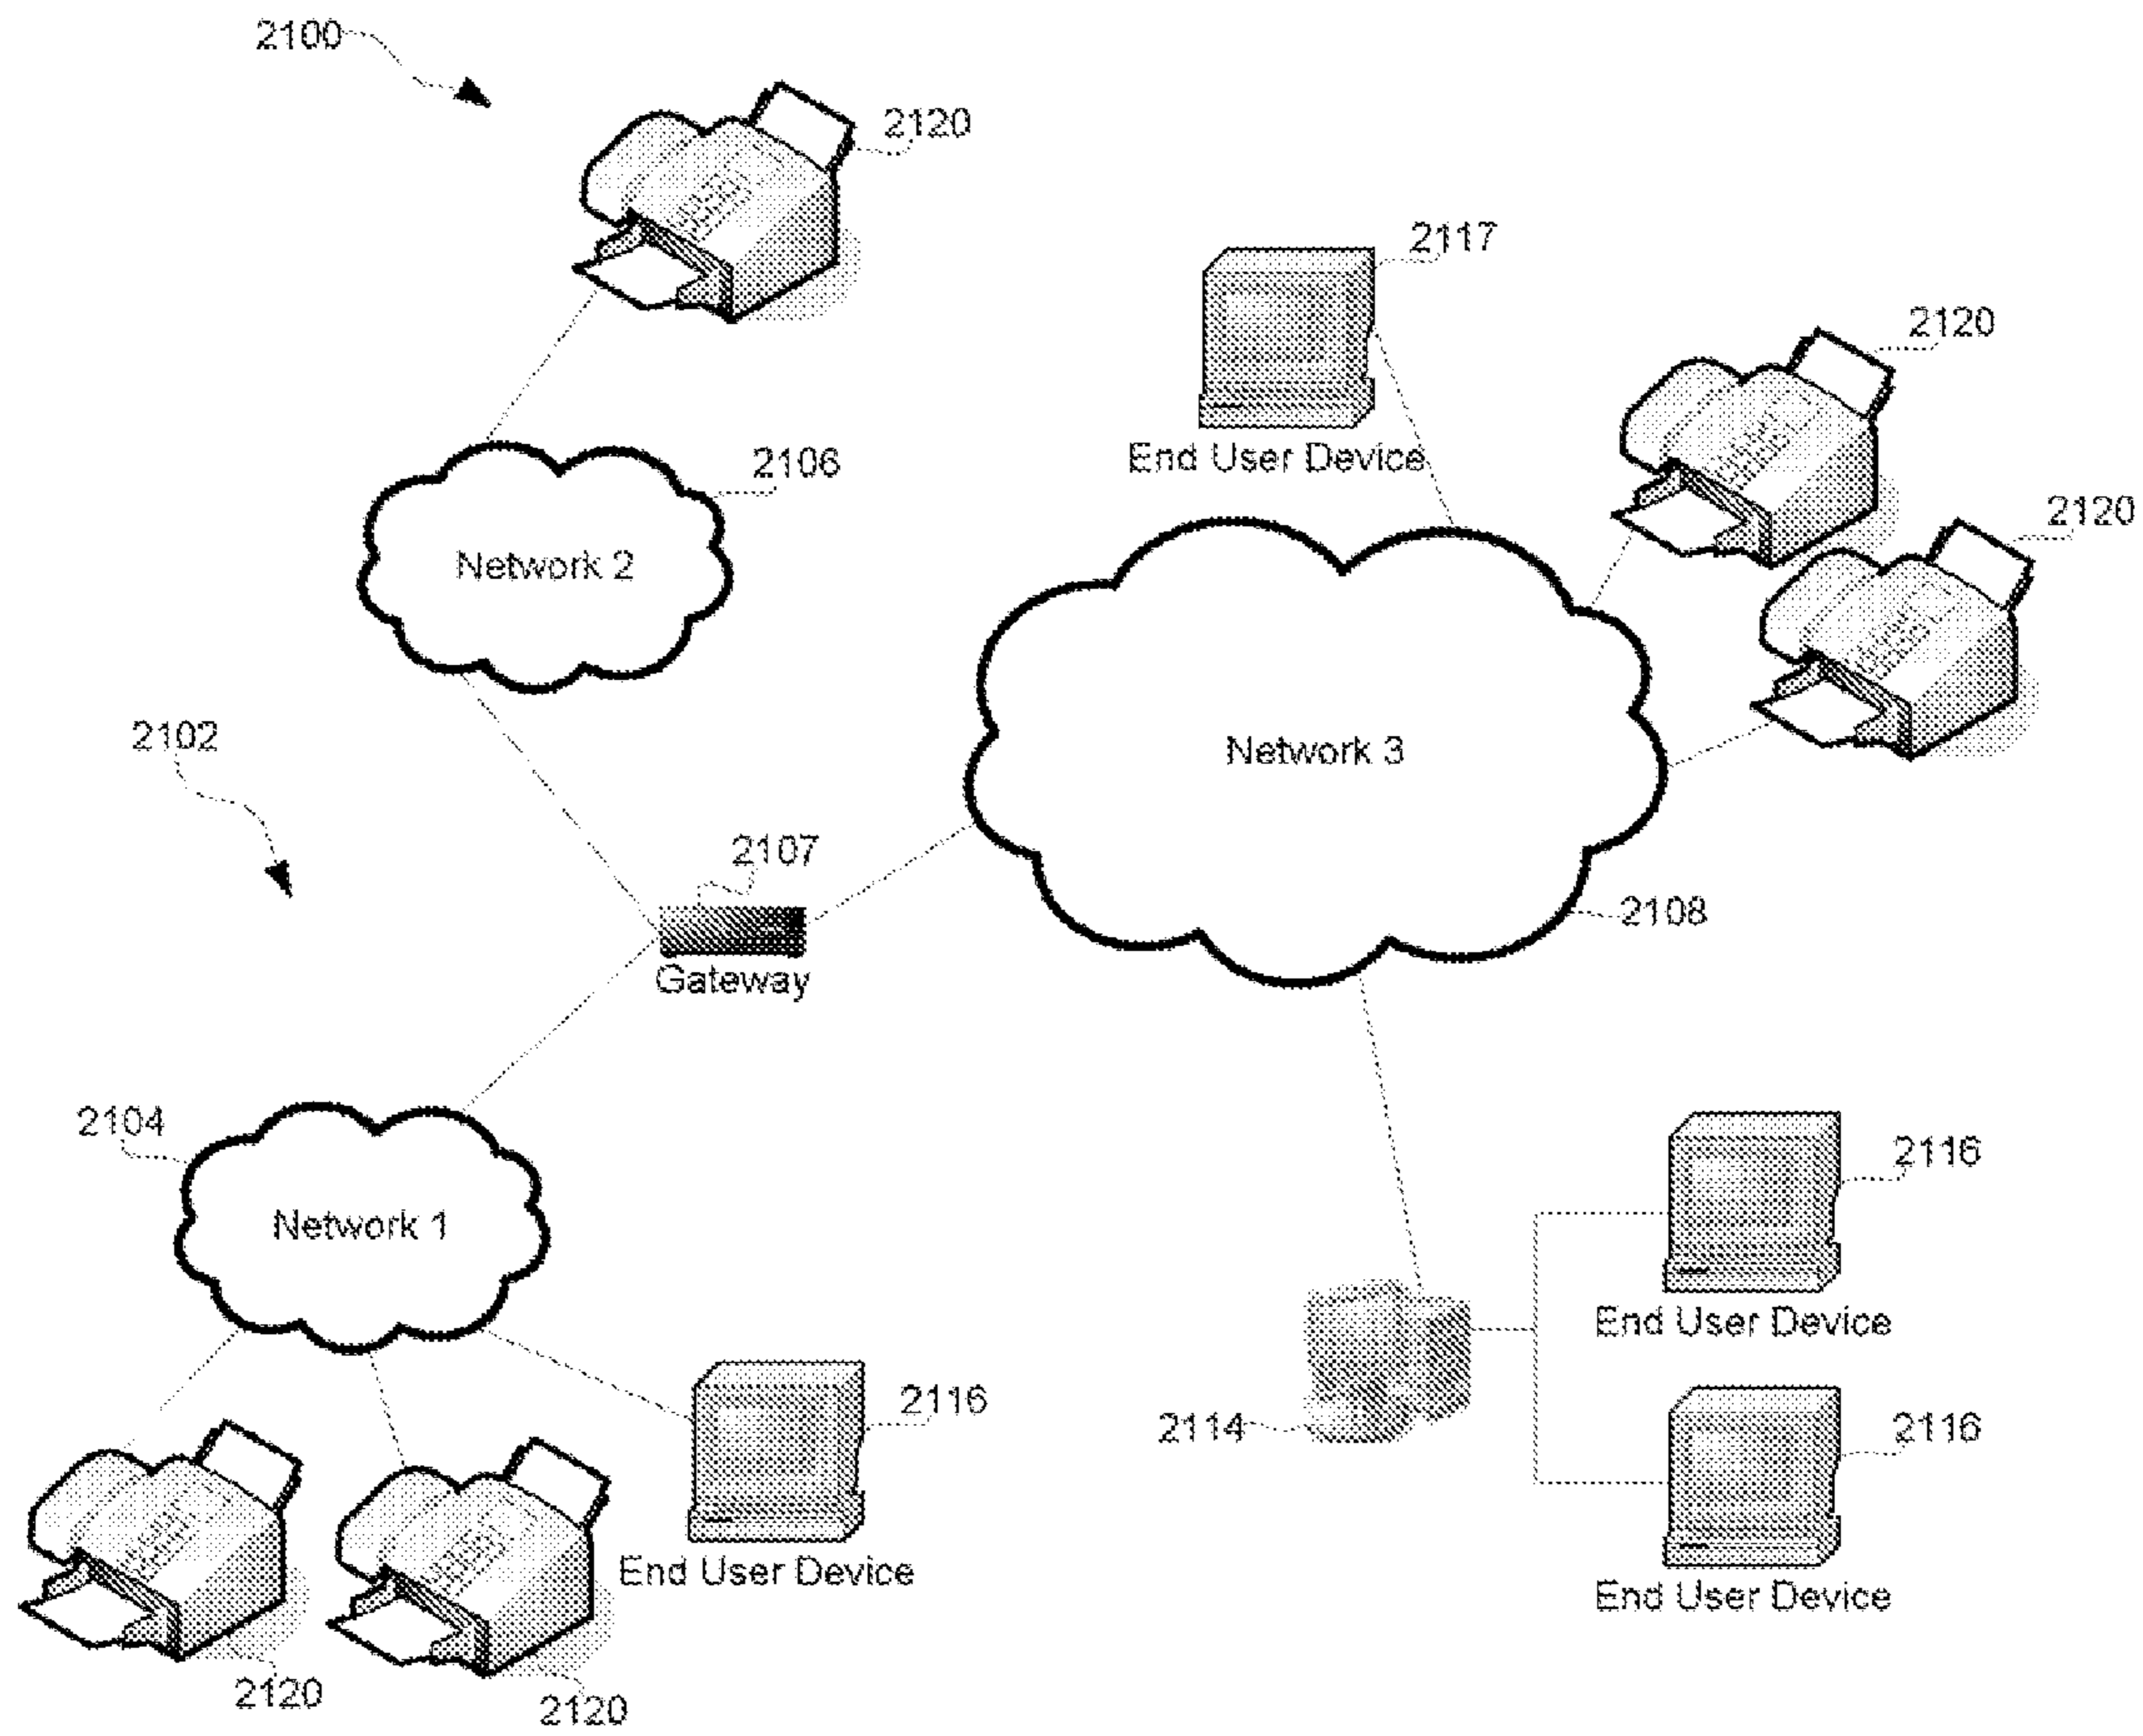 2100
2120
2117
End User Device
2120
2120
2106
Network 2
Network 3
2102
2107
Gateway
2108
2104
Network 1
2116
End User Device
2116
End User Device
2114
2116
End User Device
2120
2120